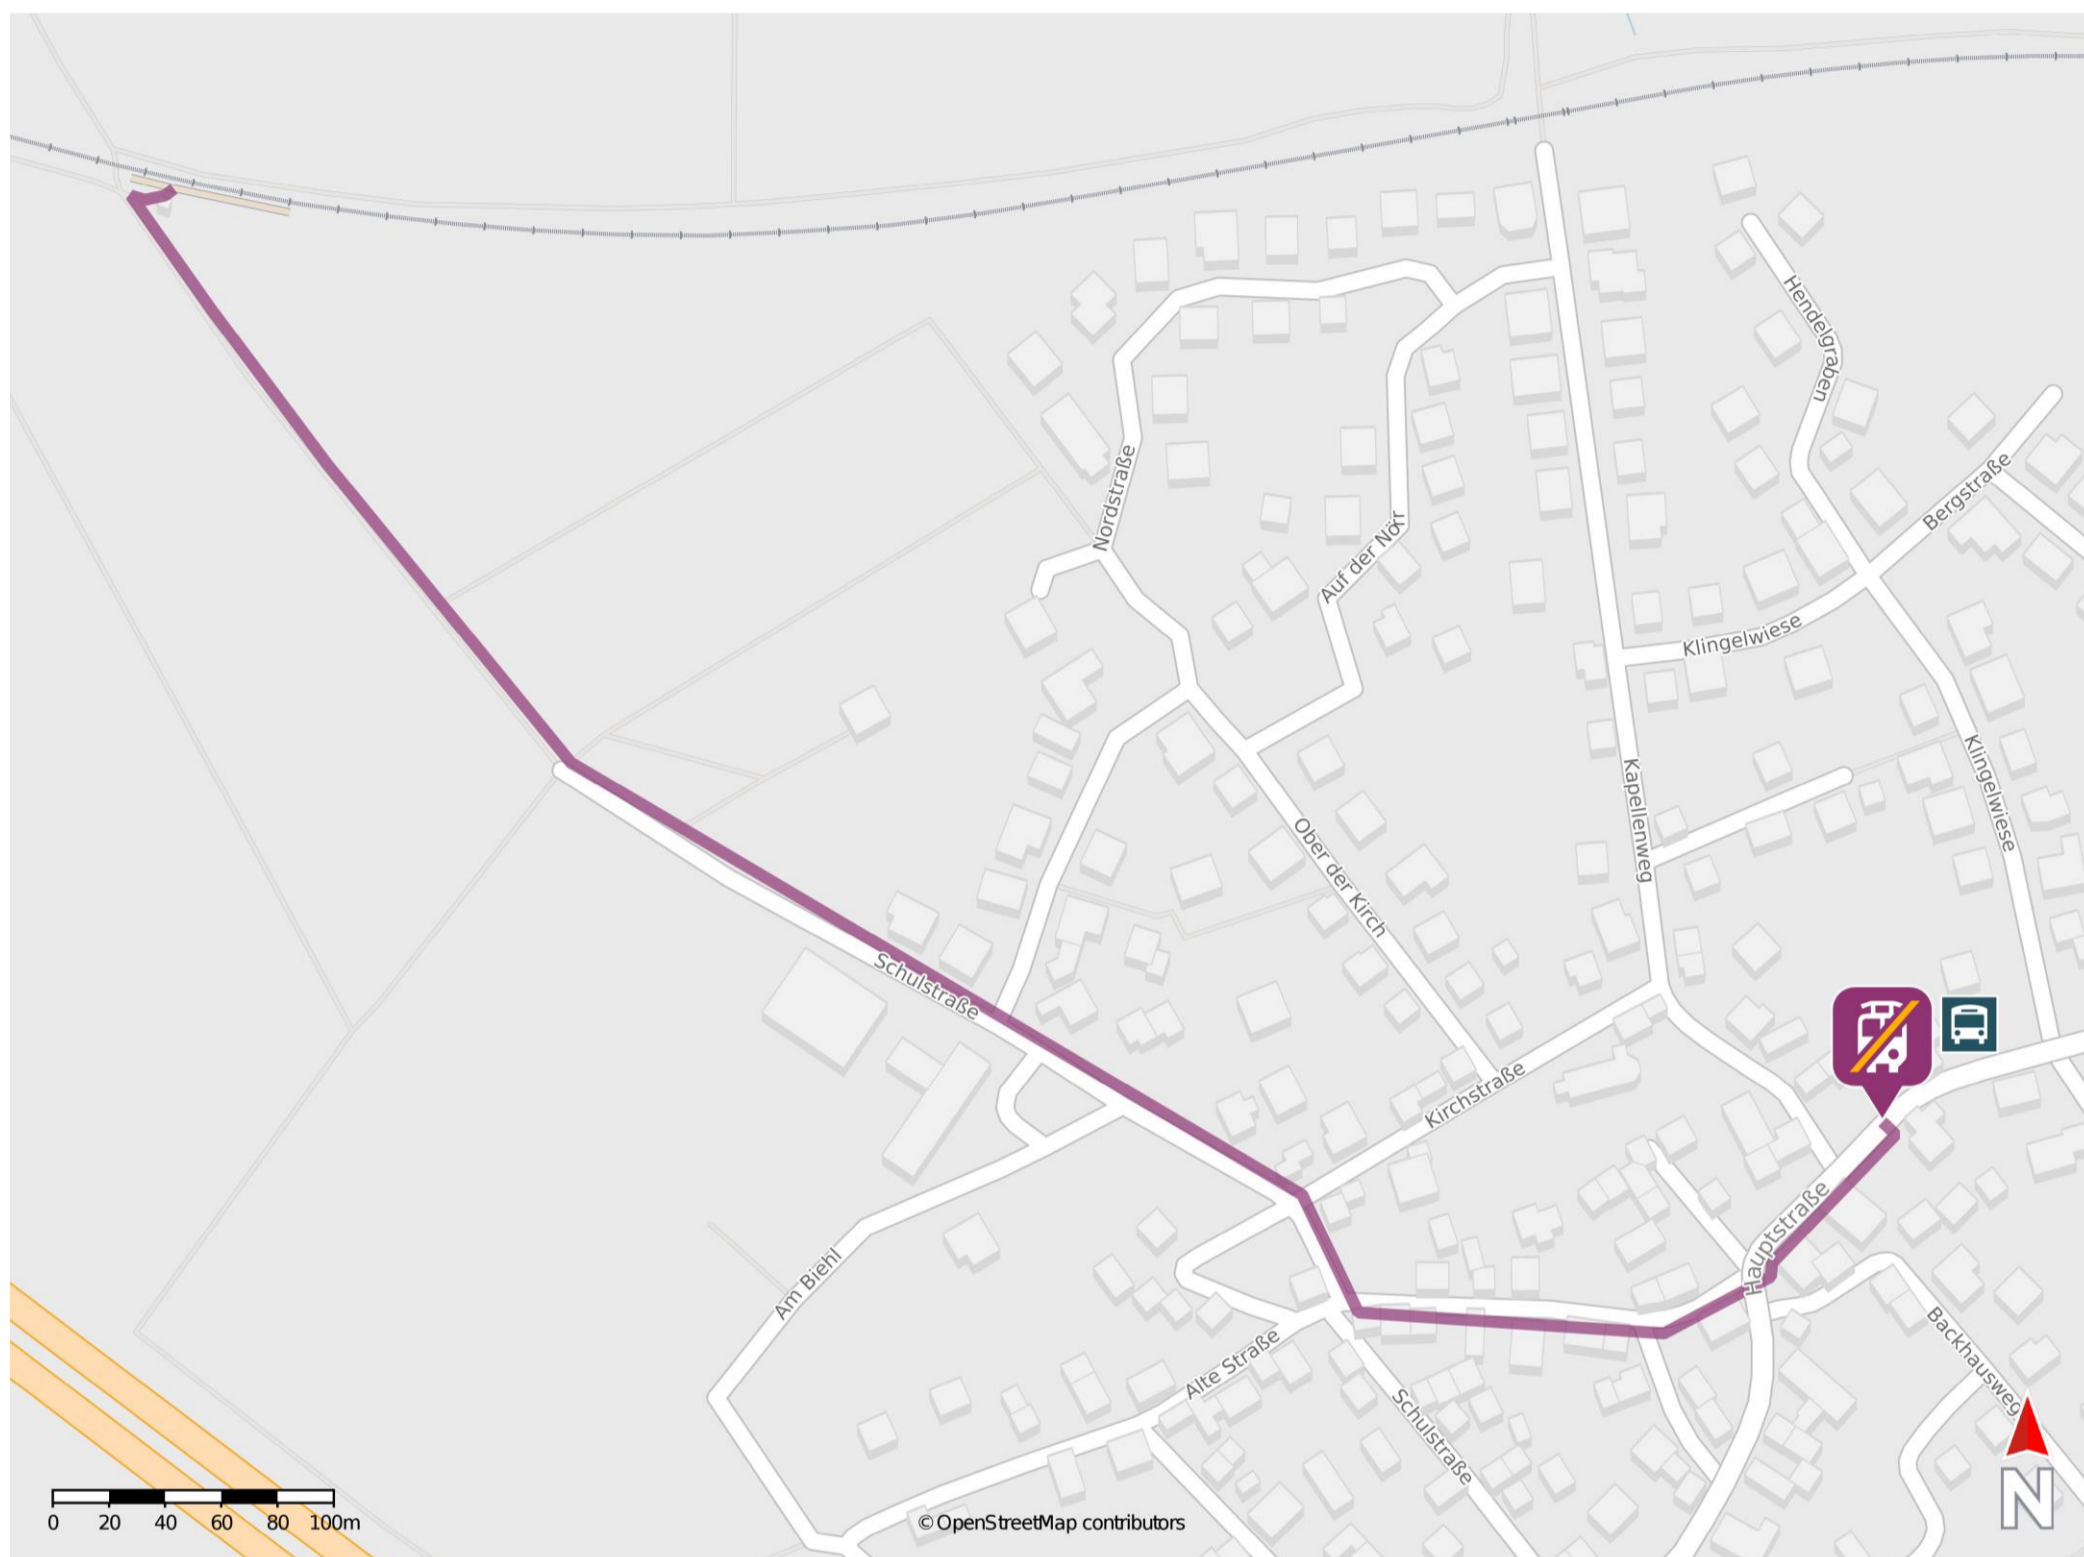 Hendelgraben
Nordstraße
Bergstraße
Auf der Nörr
Klingelwiese
Klingelwiese
Kapellenweg
Ober der Kirch
Schulstraße
Kirchstraße
Hauptstraße
Am Biehl
Alte Straße
Backhausweg
Schulstraße
N
0 20 40 60 80 100m
© OpenStreetMap contributors